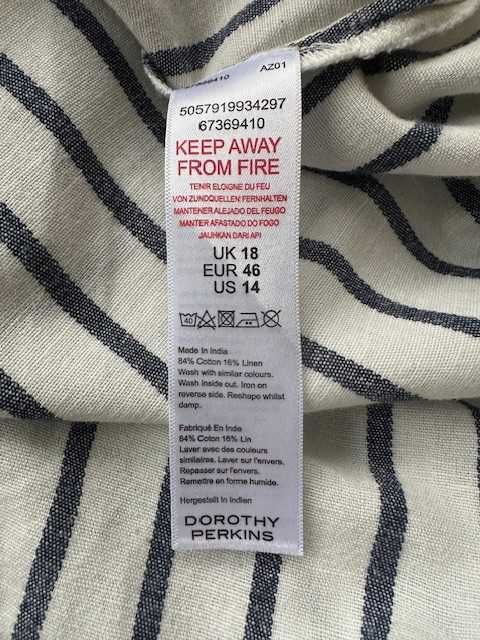 AZ01
5057919934297
67369410
KEEP AWAY
FROM FIRE
TENIR ELOIGNE DU FEU
VON ZUNDQUELLEN FERNHALTEN
MANTENER ALEJADO DEL FEUGO
MANTER AFASTADO DO FOGO
JAUHKAN DARI API
UK 18
EUR 46
US 14
40
Made In India
84% Cotton 16% Linen
Wash with similar colours.
Wash inside out. Iron on
reverse side. Reshape whilst
damp.
Fabriqué En Inde
84% Coton 16% Lin
Laver avec des couleurs
similaires. Laver sur l'envers.
Repasser sur l'envers.
Remettre en forme humide.
Hergestellt In Indien
DOROTHY
PERKINS